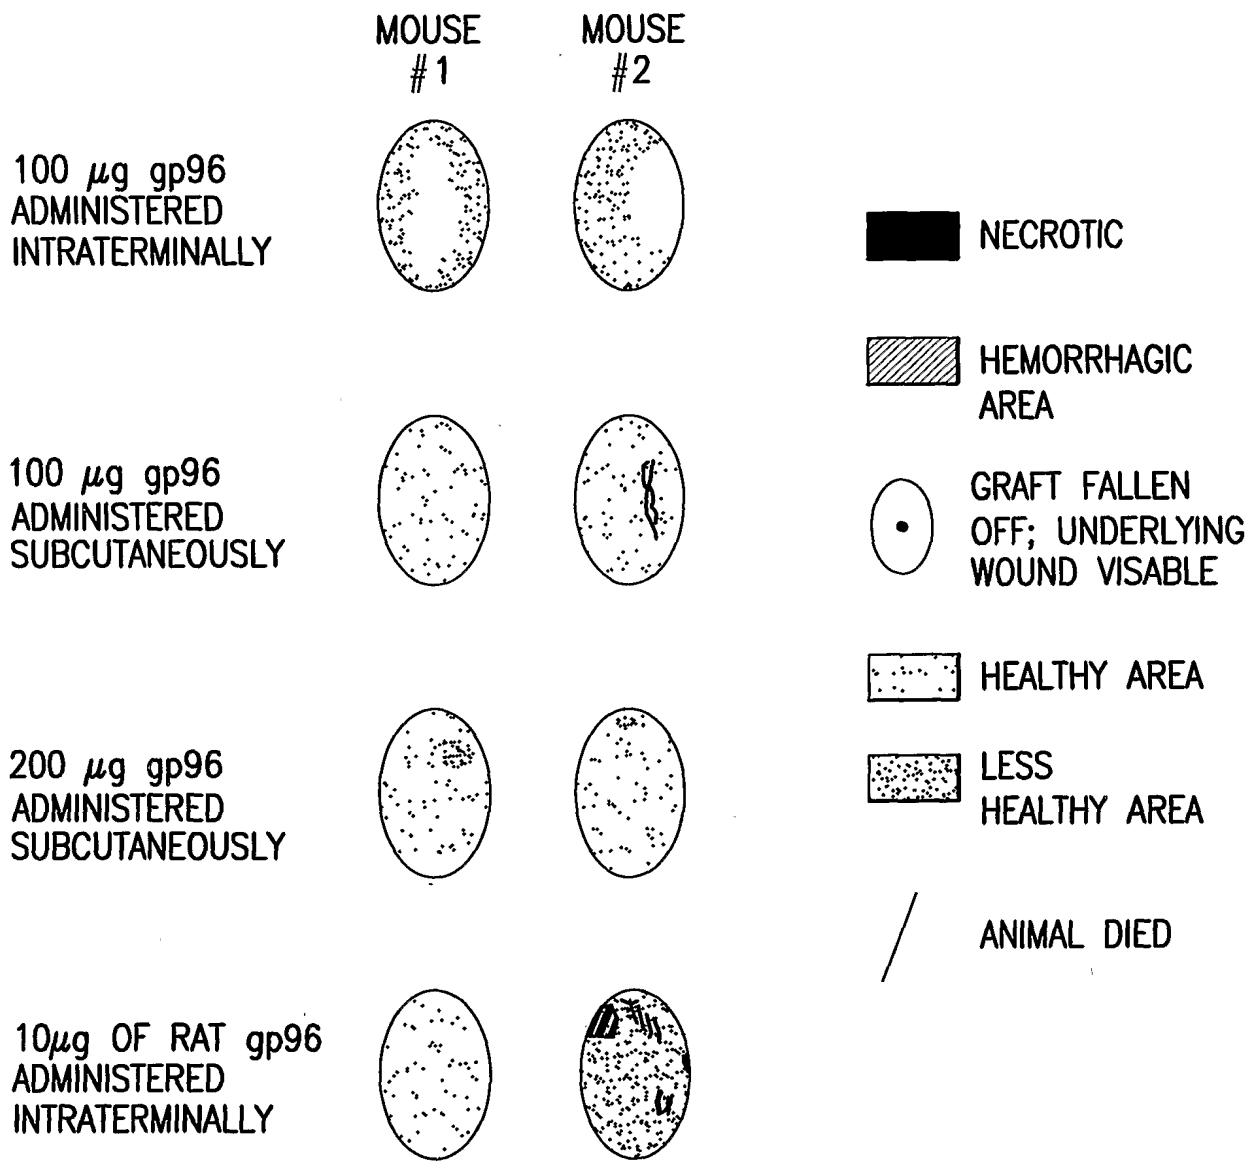 MOUSE
#1
MOUSE
#2
100 μg gp96
ADMINISTERED
INTRATERMINALLY
100 μg gp96
ADMINISTERED
SUBCUTANEOUSLY
200 μg gp96
ADMINISTERED
SUBCUTANEOUSLY
10μg OF RAT gp96
ADMINISTERED
INTRATERMINALLY
NECROTIC
HEMORRHAGIC
AREA
GRAFT FALLEN
OFF; UNDERLYING
WOUND VISABLE
HEALTHY AREA
LESS
HEALTHY AREA
ANIMAL DIED